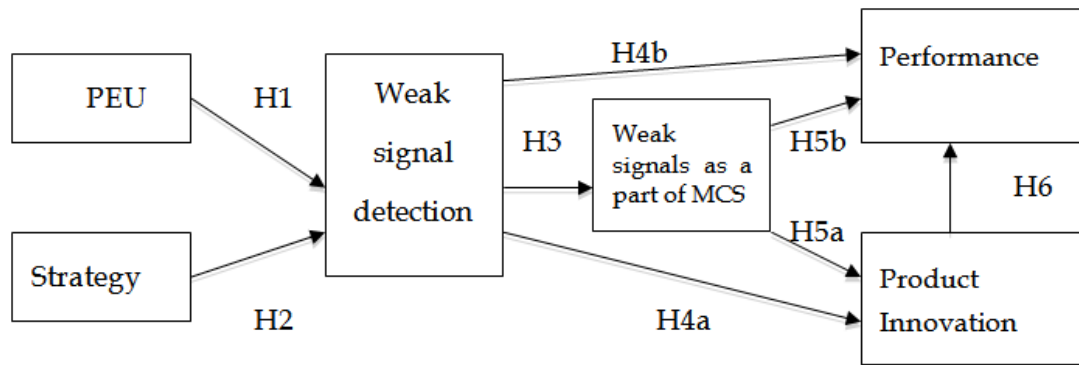 PEU
H1
Strategy
H2
Weak
signal
detection
H4b
H3
Weak
signals as a
part of MCS
H5b
H5a
H4a
Performance
H6
Product
Innovation